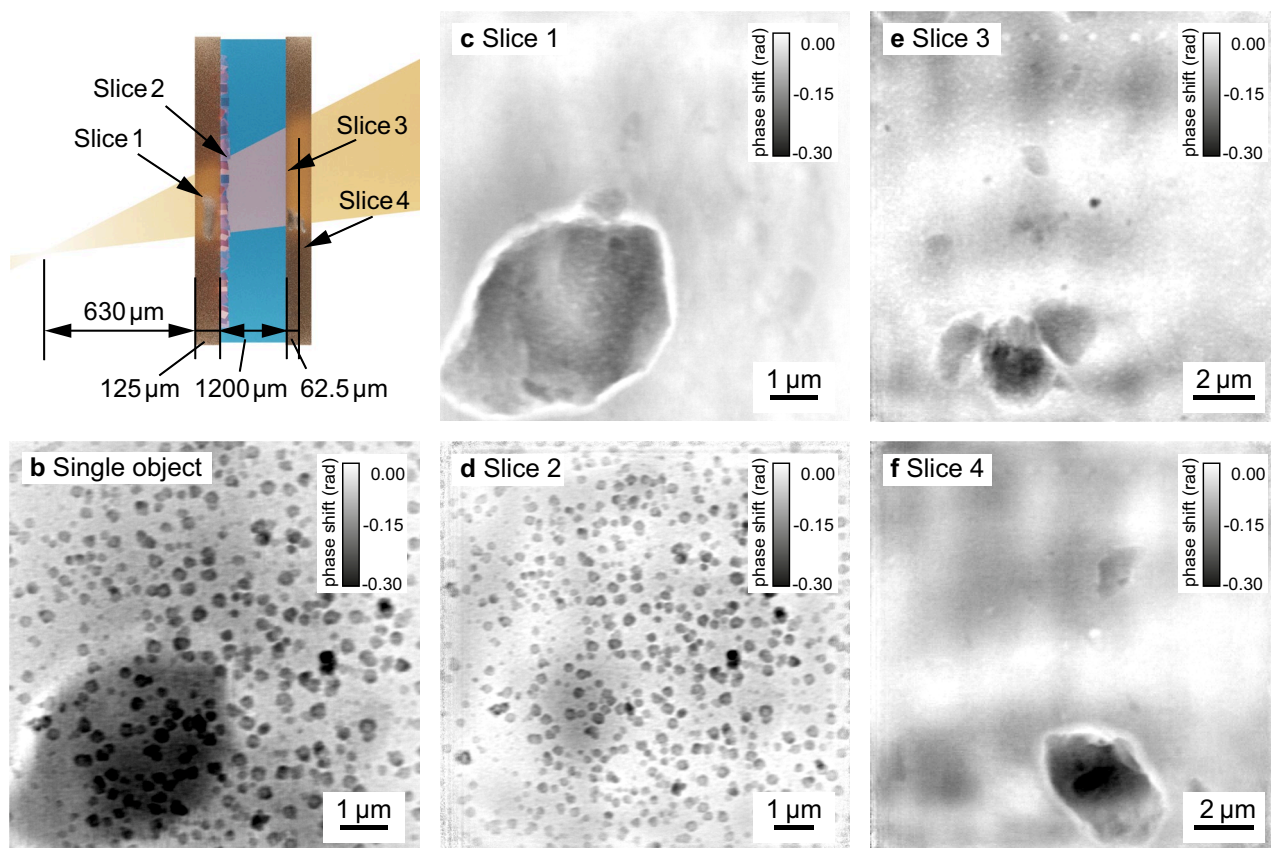 Slice 2
Slice 1
Slice 3
Slice 4
630 µm
125 µm
1200 µm
62.5 µm
c Slice 1
phase shift (rad)
0.00
-0.15
-0.30
1 µm
e Slice 3
phase shift (rad)
0.00
-0.15
-0.30
2 µm
b Single object
phase shift (rad)
0.00
-0.15
-0.30
1 µm
d Slice 2
phase shift (rad)
0.00
-0.15
-0.30
1 µm
f Slice 4
phase shift (rad)
0.00
-0.15
-0.30
2 µm